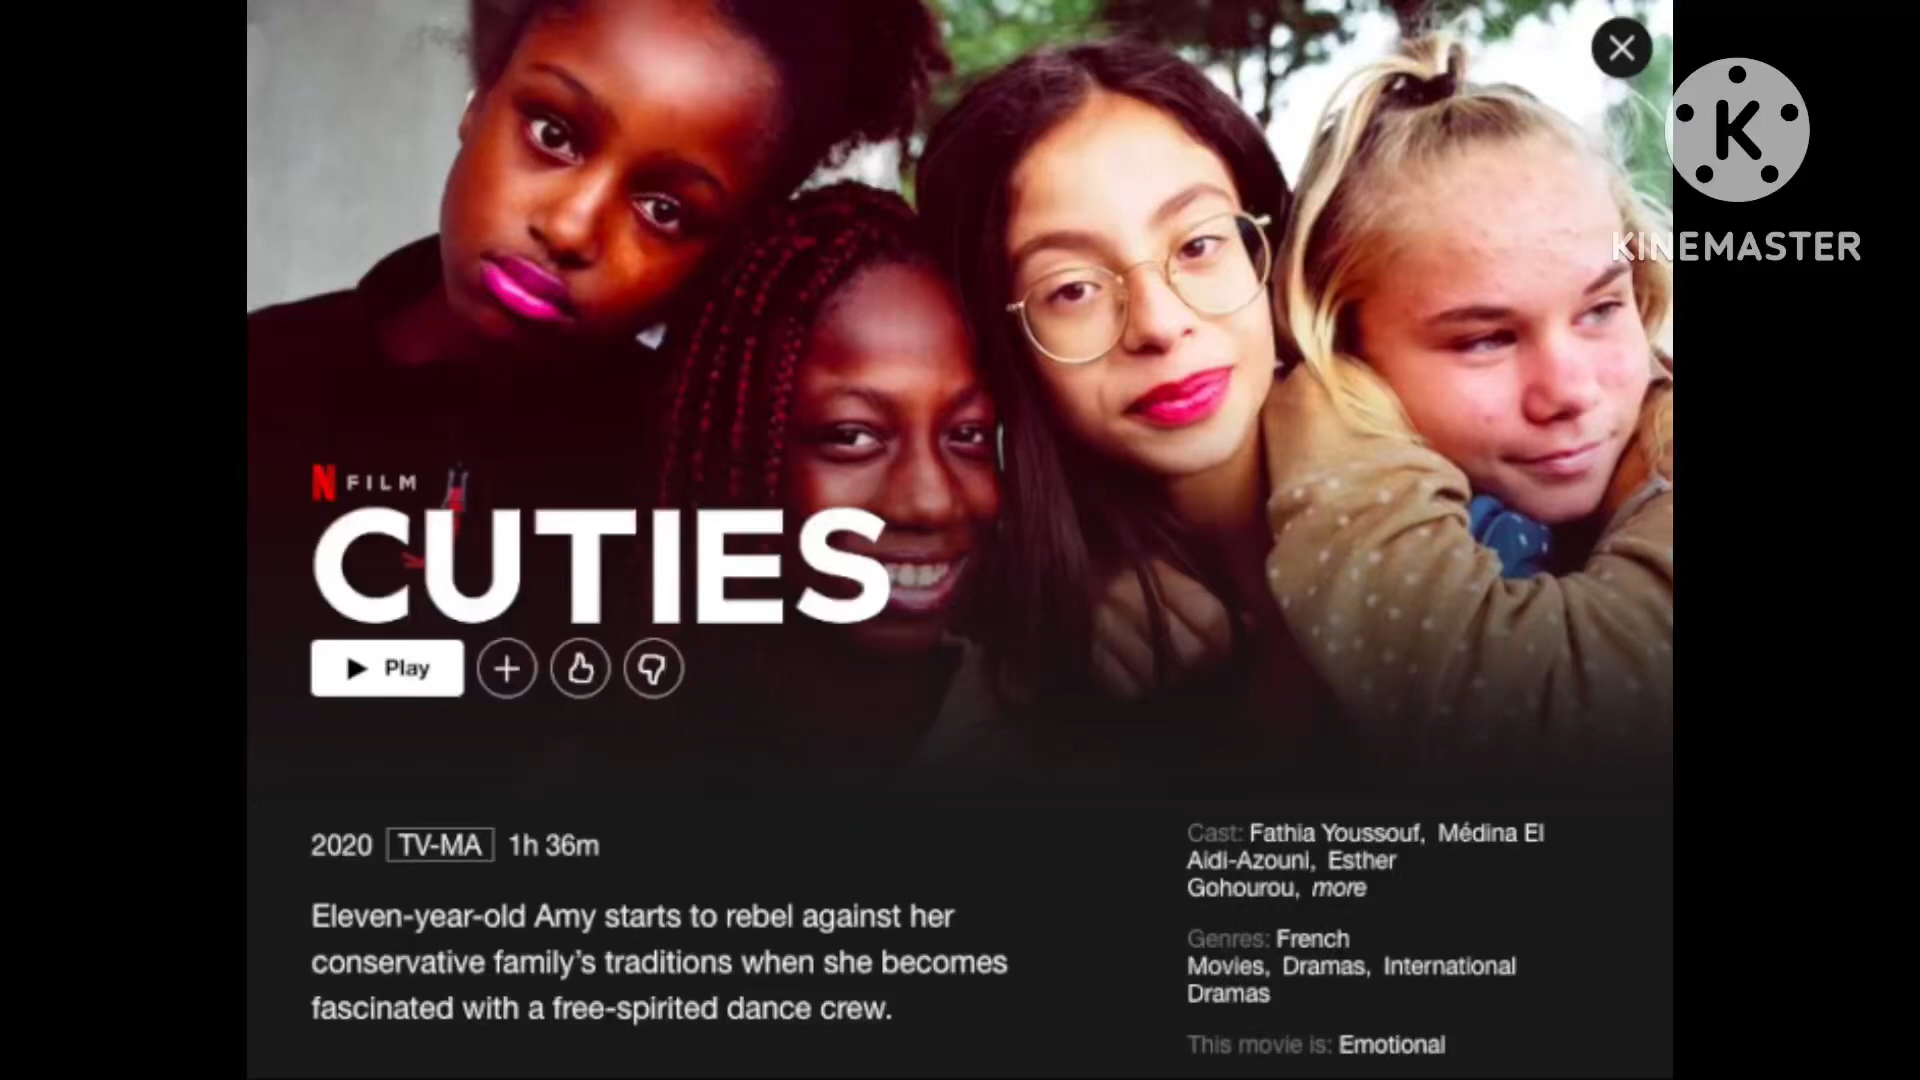 K
KINEMASTER
N FILM
CUTIES
Play
2020 TV-MA 1h 36m
Eleven-year-old Amy starts to rebel against her
conservative family's traditions when she becomes
fascinated with a free-spirited dance crew.
Cast: Fathia Youssouf, Médina El
Aidi-Azouni, Esther
Gohourou, more
Genres: French
Movies, Dramas, International
Dramas
This movie is: Emotional